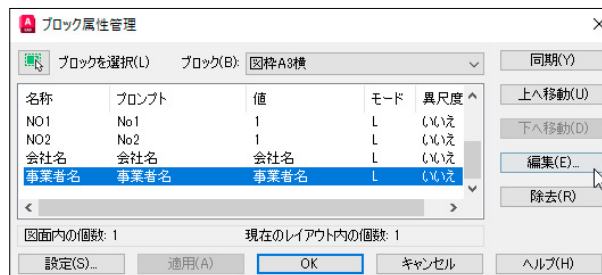 ブロック属性管理
ブロックを選択(L) ブロック(B): 図枠A3横 同期(Y)
名称 プロンプト 値 モード 異尺度 上へ移動(U)
NO1 No1 1 L いいえ
NO2 No2 1 L いいえ 下へ移動(D)
会社名 会社名 会社名 L いいえ 編集(E)...
事業者名 事業者名 事業者名 L いいえ
除去(R)
図面内の個数: 1 現在のレイアウト内の個数: 1
設定(S)... 適用(A) OK キャンセル ヘルプ(H)